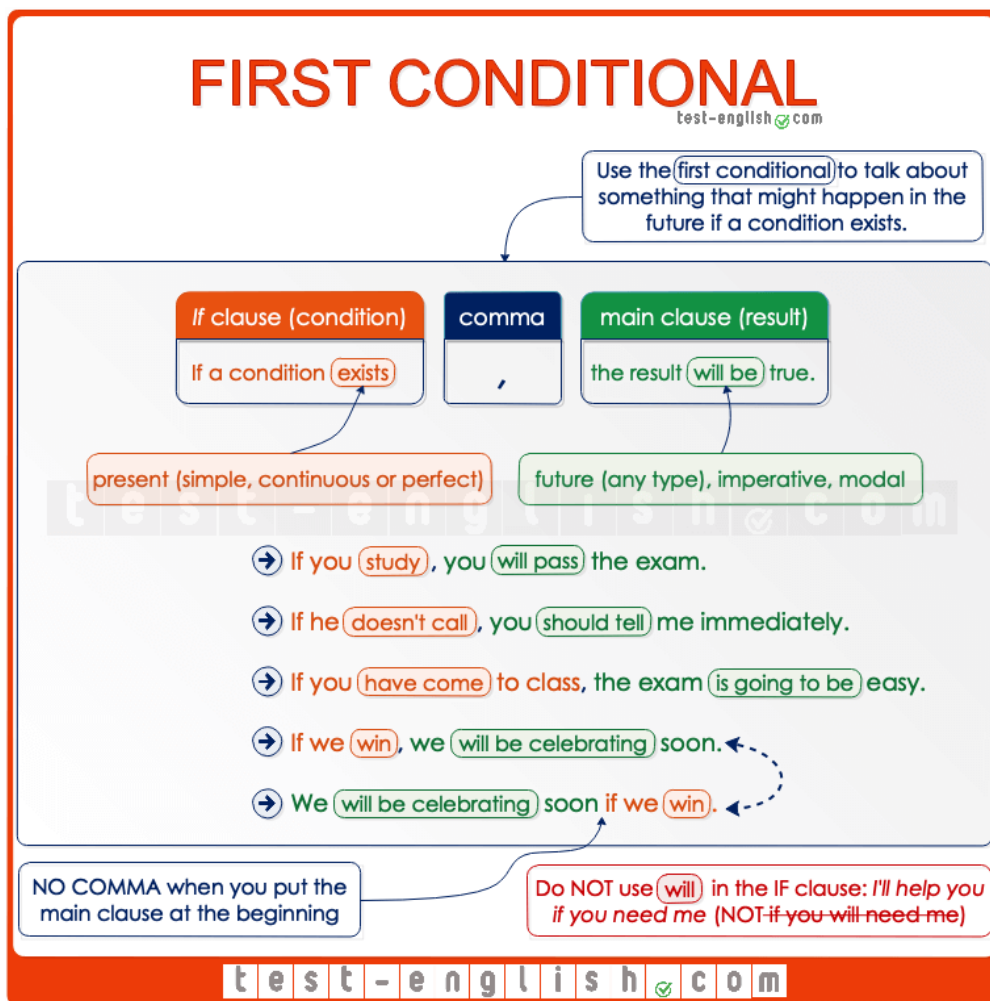 FIRST CONDITIONAL
test-english com
Use the first conditional to talk about
something that might happen in the
future if a condition exists.
If clause (condition)
comma
main clause (result)
If a condition exists
,
the result will be true.
present (simple, continuous or perfect)
future (any type), imperative, modal
test-english.com
If you study, you will pass the exam.
If he doesn't call, you should tell me immediately.
If you have come to class, the exam is going to be easy.
If we win, we will be celebrating soon.
We will be celebrating soon if we win.
NO COMMA when you put the
main clause at the beginning
Do NOT use will in the IF clause: I'll help you
if you need me (NOT if you will need me)
test-english.com